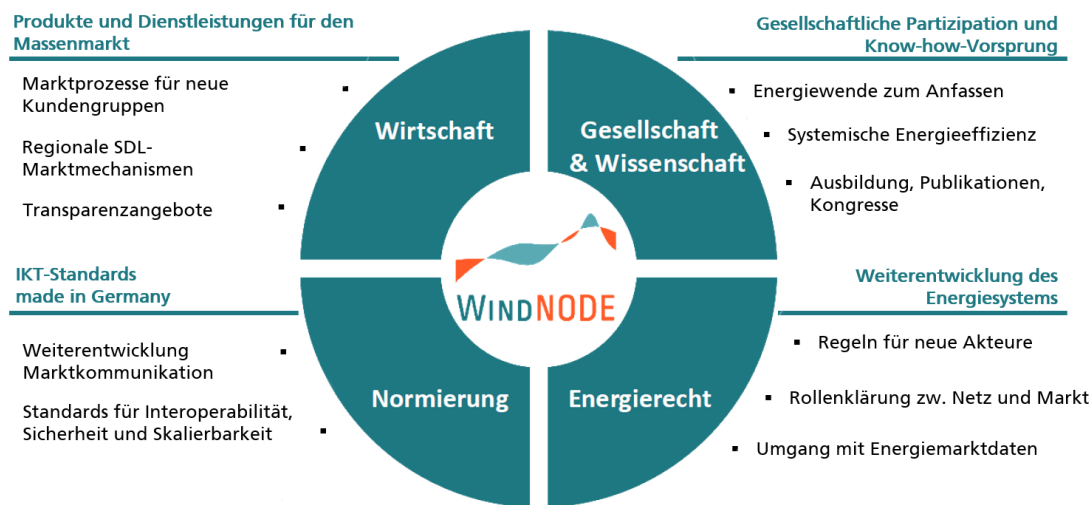 Produkte und Dienstleistungen für den
Massenmarkt
▪ Marktprozesse für neue
Kundengruppen
▪ Regionale SDL-
Marktmechanismen
▪ Transparenzangebote
Wirtschaft
Gesellschaftliche Partizipation und
Know-how-Vorsprung
▪ Energiewende zum Anfassen
▪ Systemische Energieeffizienz
▪ Ausbildung, Publikationen,
Kongresse
Gesellschaft
& Wissenschaft
WINDNODE
IKT-Standards
made in Germany
▪ Weiterentwicklung
Marktkommunikation
▪ Standards für Interoperabilität,
Sicherheit und Skalierbarkeit
Normierung
Weiterentwicklung des
Energiesystems
▪ Regeln für neue Akteure
▪ Rollenklärung zw. Netz und Markt
▪ Umgang mit Energiemarktdaten
Energierecht